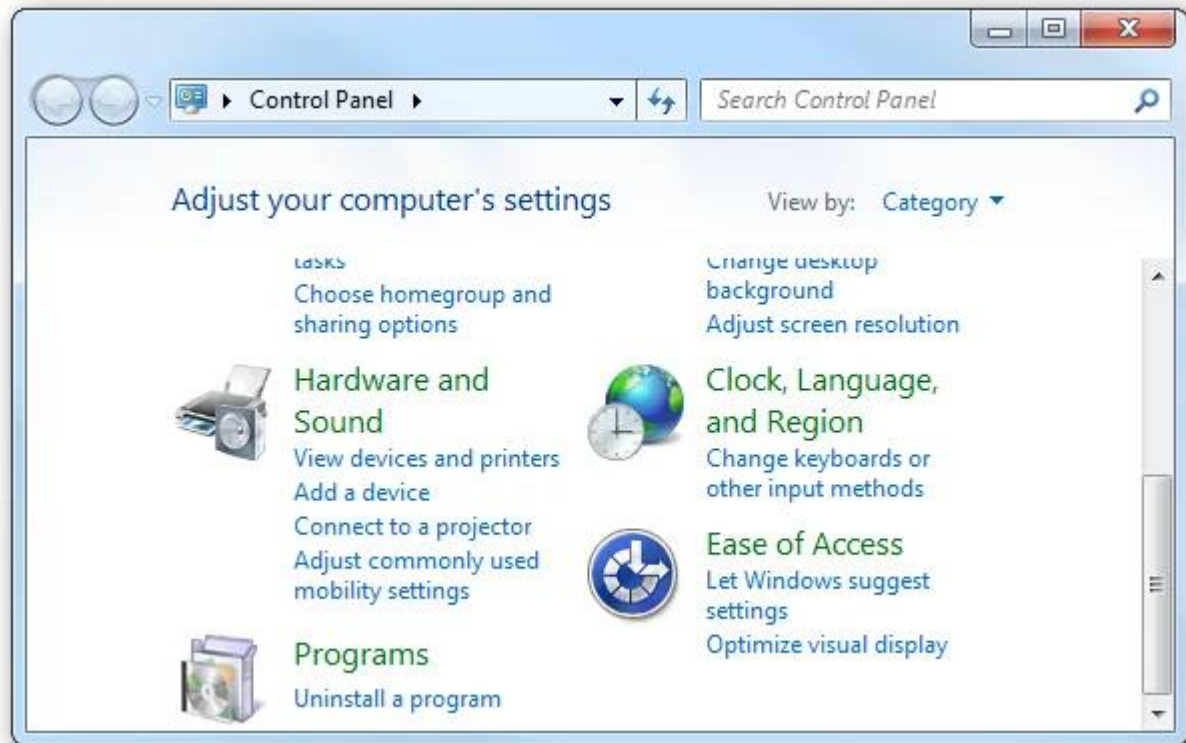 Control Panel
Search Control Panel
Adjust your computer's settings
View by: Category
tasks
Choose homegroup and
sharing options
Hardware and
Sound
View devices and printers
Add a device
Connect to a projector
Adjust commonly used
mobility settings
Programs
Uninstall a program
Change desktop
background
Adjust screen resolution
Clock, Language,
and Region
Change keyboards or
other input methods
Ease of Access
Let Windows suggest
settings
Optimize visual display